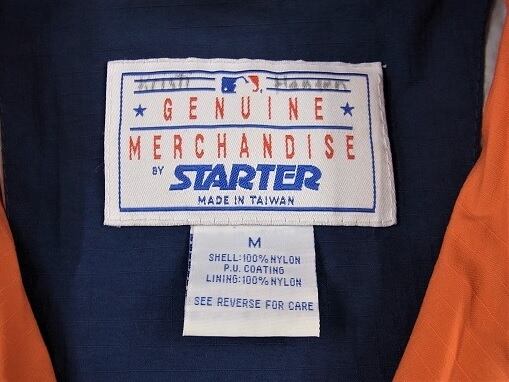 GENUINE
MERCHANDISE
BY STARTER
MADE IN TAIWAN
M
SHELL:100% NYLON
P.U. COATING
LINING:100% NYLON
SEE REVERSE FOR CARE